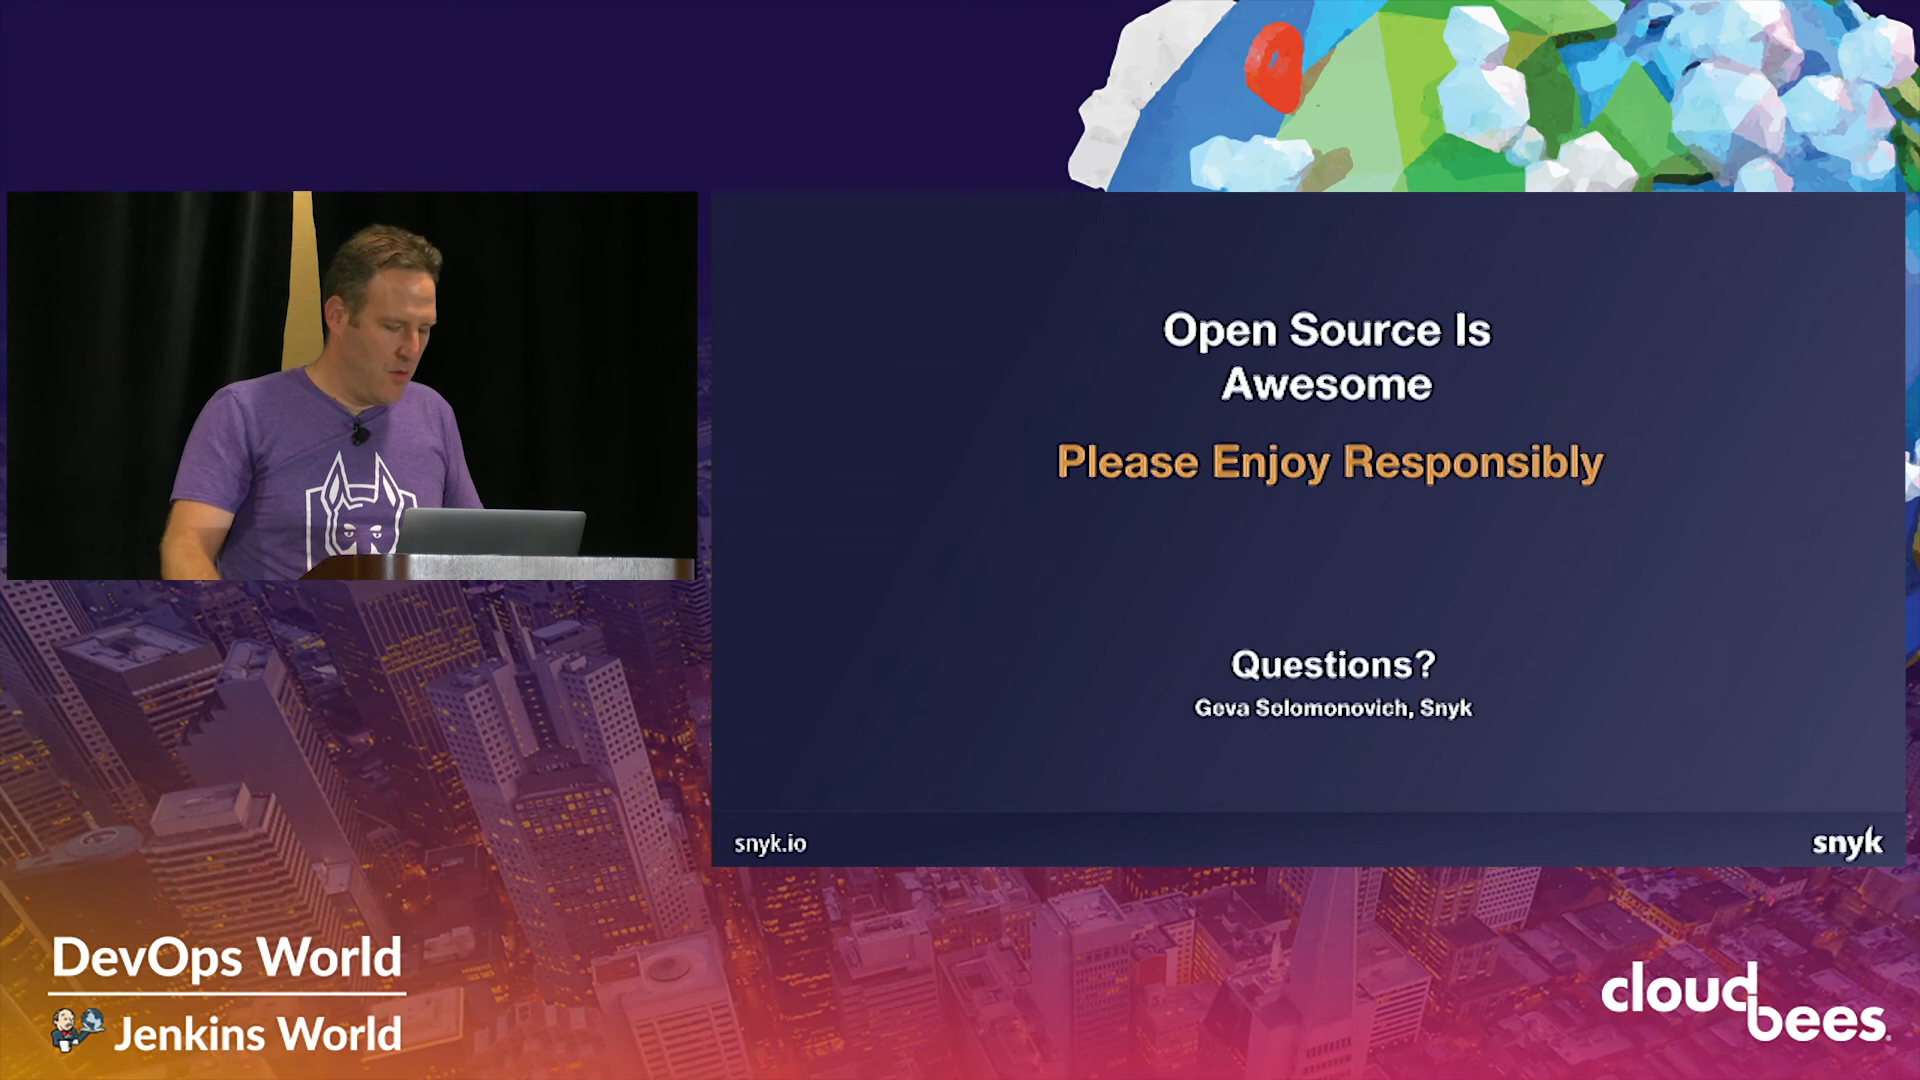 Open Source Is
Awesome
Please Enjoy Responsibly
Questions?
Geva Solomonovich, Snyk
snyk.io
snyk
DevOps World
Jenkins World
cloudbees